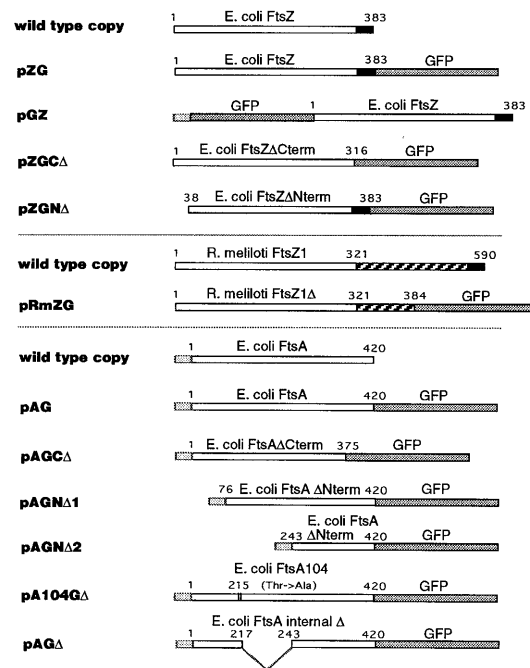 1 E. coli FtsZ 383
wild type copy
1 E. coli FtsZ 383 GFP
pZG
GFP 1 E. coli FtsZ 383
pGZ
1 E. coli FtsZΔCterm 316 GFP
pZGCΔ
38 E. coli FtsZΔNterm 383 GFP
pZGNΔ
1 R. meliloti FtsZ1 321 590
wild type copy
1 R. meliloti FtsZ1Δ 321 384 GFP
pRmZG
1 E. coli FtsA 420
wild type copy
1 E. coli FtsA 420 GFP
pAG
1 E. coli FtsAΔCterm 375 GFP
pAGCΔ
76 E. coli FtsA ΔNterm 420 GFP
pAGNΔ1
E. coli FtsA
243 ΔNterm 420 GFP
pAGNΔ2
E. coli FtsA104
1 215 (Thr->Ala) 420 GFP
pA104GΔ
E. coli FtsA internal Δ
1 217 243 420 GFP
pAGΔ